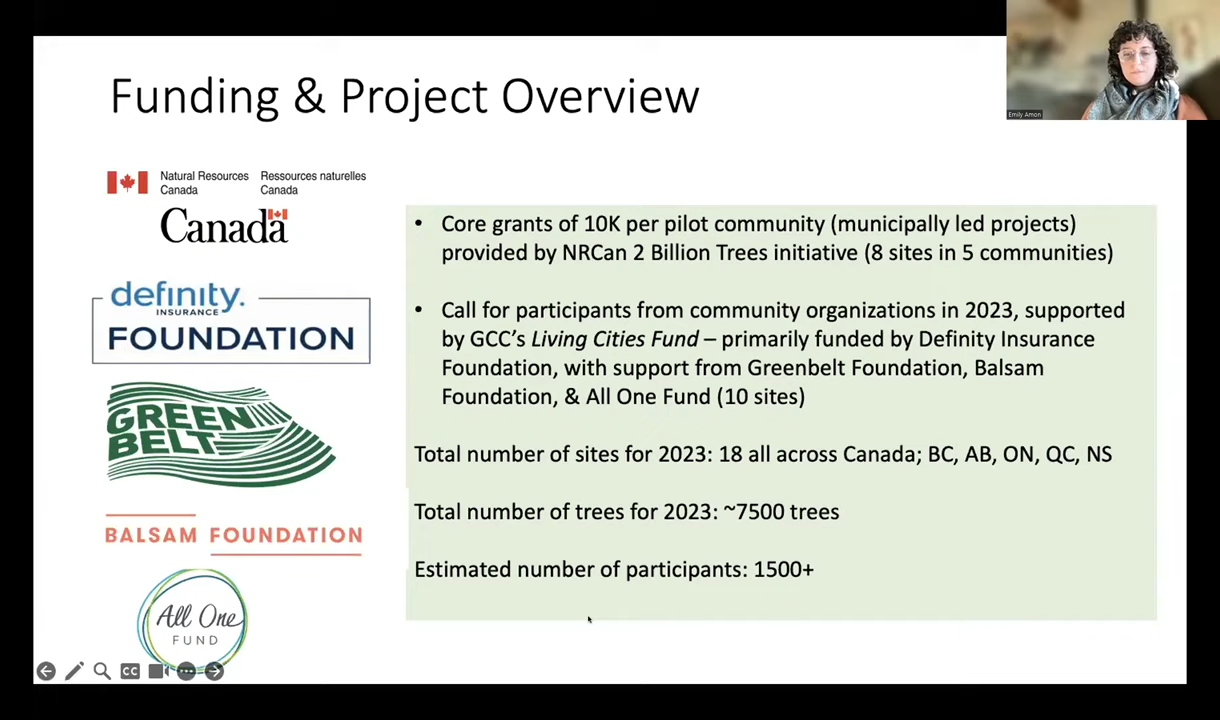 Funding & Project Overview
Emily Amon
Natural Resources Canada
Ressources naturelles Canada
Canada
definity.
INSURANCE
FOUNDATION
GREEN
BELT
BALSAM FOUNDATION
All One
FUND
• Core grants of 10K per pilot community (municipally led projects)
provided by NRCan 2 Billion Trees initiative (8 sites in 5 communities)
• Call for participants from community organizations in 2023, supported
by GCC's Living Cities Fund – primarily funded by Definity Insurance
Foundation, with support from Greenbelt Foundation, Balsam
Foundation, & All One Fund (10 sites)
Total number of sites for 2023: 18 all across Canada; BC, AB, ON, QC, NS
Total number of trees for 2023: ~7500 trees
Estimated number of participants: 1500+
CC